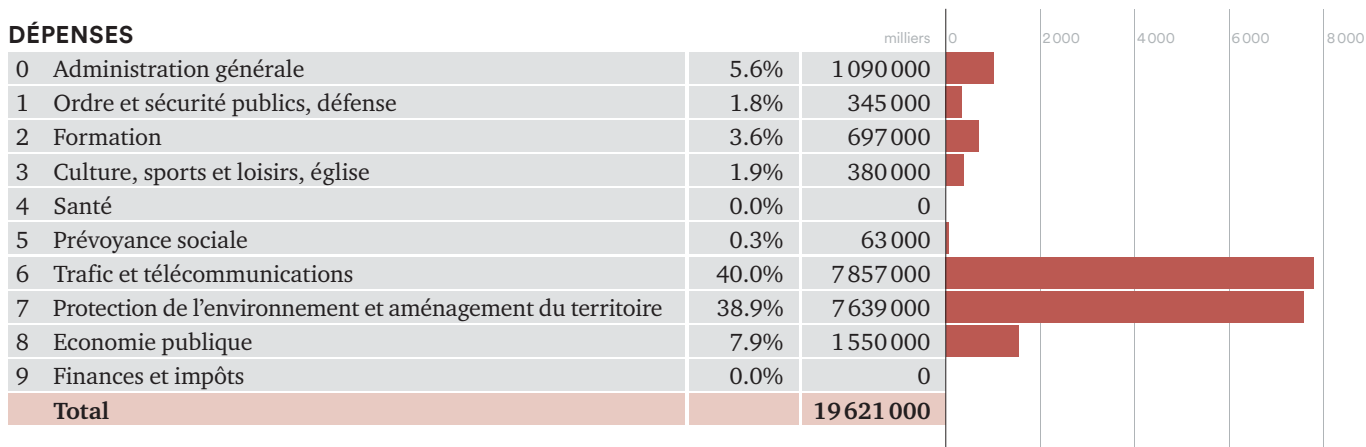 DÉPENSES milliers 0 2000 4000 6000 8000
0 Administration générale 5.6% 1090000
1 Ordre et sécurité publics, défense 1.8% 345000
2 Formation 3.6% 697000
3 Culture, sports et loisirs, église 1.9% 380000
4 Santé 0.0% 0
5 Prévoyance sociale 0.3% 63000
6 Trafic et télécommunications 40.0% 7857000
7 Protection de l’environnement et aménagement du territoire 38.9% 7639000
8 Economie publique 7.9% 1550000
9 Finances et impôts 0.0% 0
Total 19621000